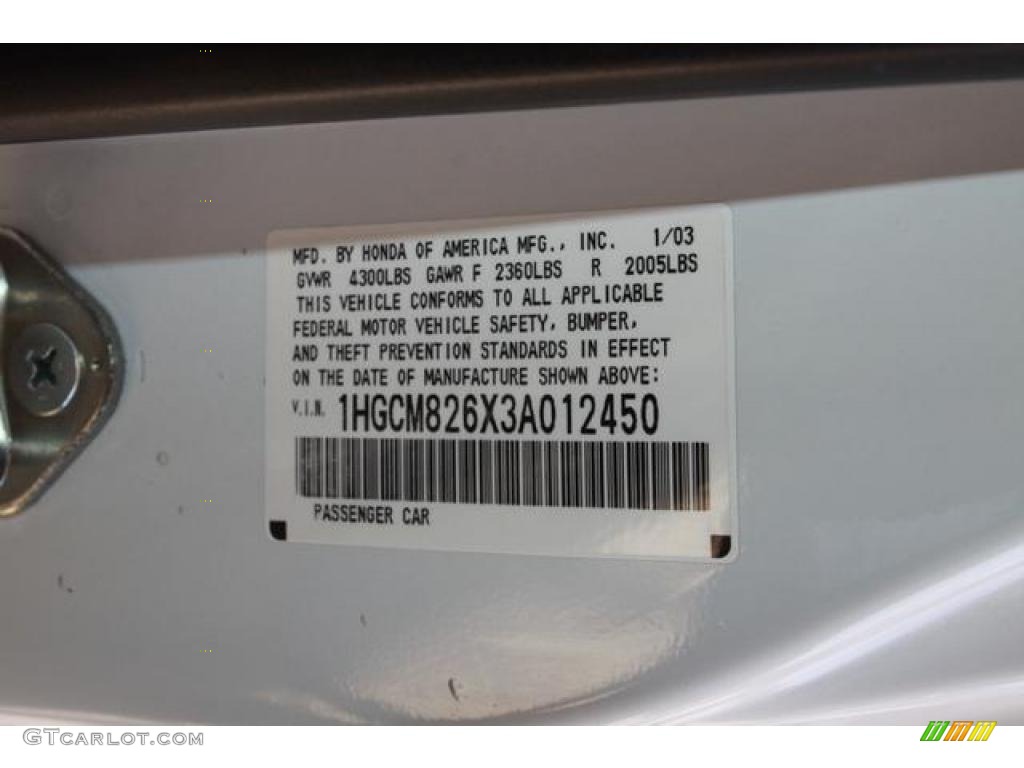 MFD. BY HONDA OF AMERICA MFG., INC. 1/03
GVWR 4300LBS GAWR F 2360LBS R 2005LBS
THIS VEHICLE CONFORMS TO ALL APPLICABLE
FEDERAL MOTOR VEHICLE SAFETY, BUMPER,
AND THEFT PREVENTION STANDARDS IN EFFECT
ON THE DATE OF MANUFACTURE SHOWN ABOVE:
V.I.N. 1HGCM826X3A012450
PASSENGER CAR
GTCARLOT.COM